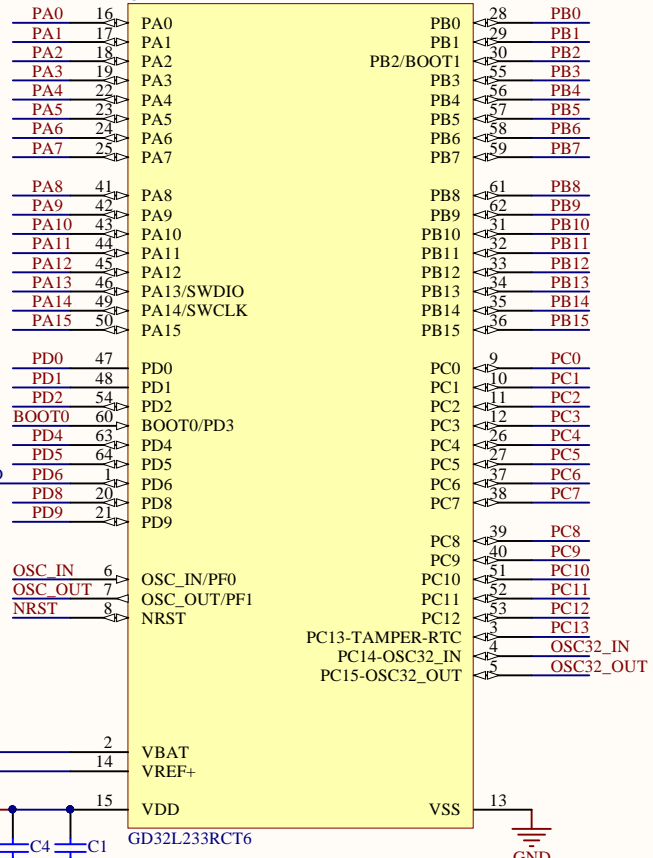 PA0 16 PA0 PB0 28 PB0
PA1 17 PA1 PB1 29 PB1
PA2 18 PA2 PB2/BOOT1 30 PB2
PA3 19 PA3 PB3 55 PB3
PA4 22 PA4 PB4 56 PB4
PA5 23 PA5 PB5 57 PB5
PA6 24 PA6 PB6 58 PB6
PA7 25 PA7 PB7 59 PB7
PA8 41 PA8 PB8 61 PB8
PA9 42 PA9 PB9 62 PB9
PA10 43 PA10 PB10 31 PB10
PA11 44 PA11 PB11 32 PB11
PA12 45 PA12 PB12 33 PB12
PA13 46 PA13/SWDIO PB13 34 PB13
PA14 49 PA14/SWCLK PB14 35 PB14
PA15 50 PA15 PB15 36 PB15
PD0 47 PD0 PC0 9 PC0
PD1 48 PD1 PC1 10 PC1
PD2 54 PD2 PC2 11 PC2
BOOT0 60 BOOT0/PD3 PC3 12 PC3
PD4 63 PD4 PC4 26 PC4
PD5 64 PD5 PC5 27 PC5
PD6 1 PD6 PC6 37 PC6
PD8 20 PD8 PC7 38 PC7
PD9 21 PD9
PC8 39 PC8
PC9 40 PC9
OSC_IN 6 OSC_IN/PF0 PC10 51 PC10
OSC_OUT 7 OSC_OUT/PF1 PC11 52 PC11
NRST 8 NRST PC12 53 PC12
PC13-TAMPER-RTC 3 PC13
PC14-OSC32_IN 4 OSC32_IN
PC15-OSC32_OUT 5 OSC32_OUT
2 VBAT
14 VREF+
15 VDD VSS 13
C4 C1 GD32L233RCT6
GND